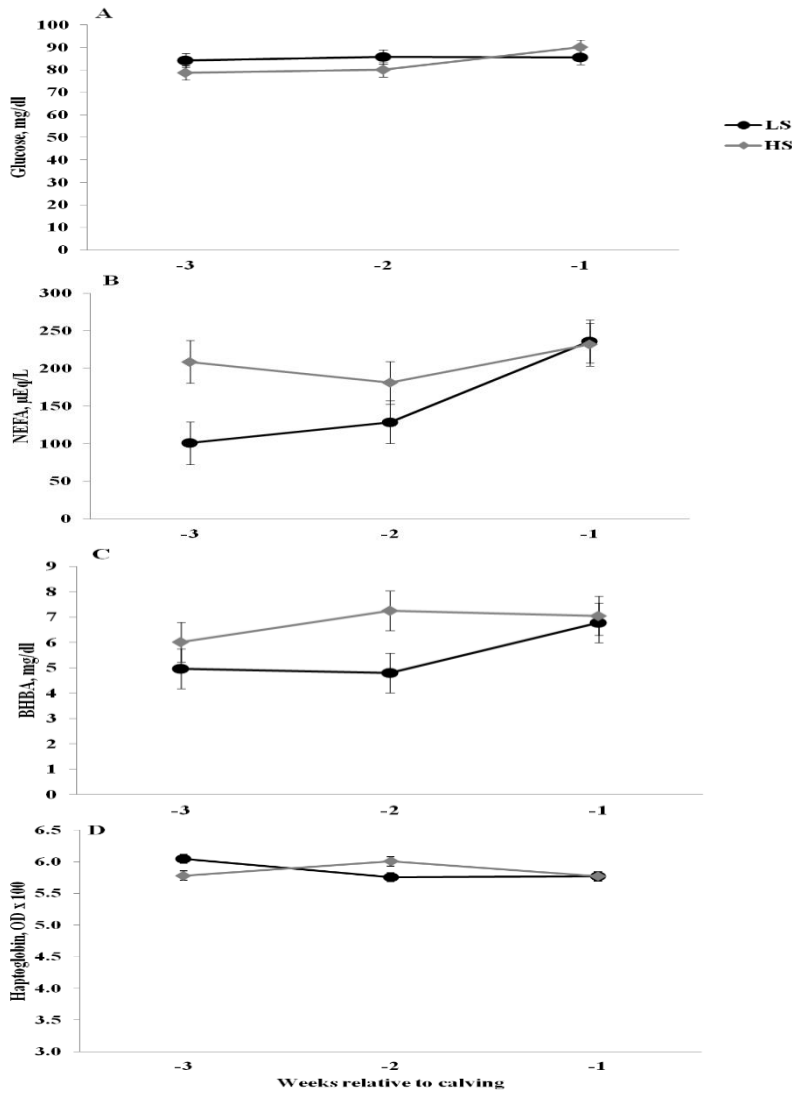 A
Glucose, mg/dl
100
90
80
70
60
50
40
30
20
10
0
-3 -2 -1
LS
HS
B
NEFA, µEq/L
300
250
200
150
100
50
0
-3 -2 -1
C
BHBA, mg/dl
9
8
7
6
5
4
3
2
1
0
-3 -2 -1
D
Haptoglobin, OD x 100
6.5
6.0
5.5
5.0
4.5
4.0
3.5
3.0
-3 -2 -1
Weeks relative to calving